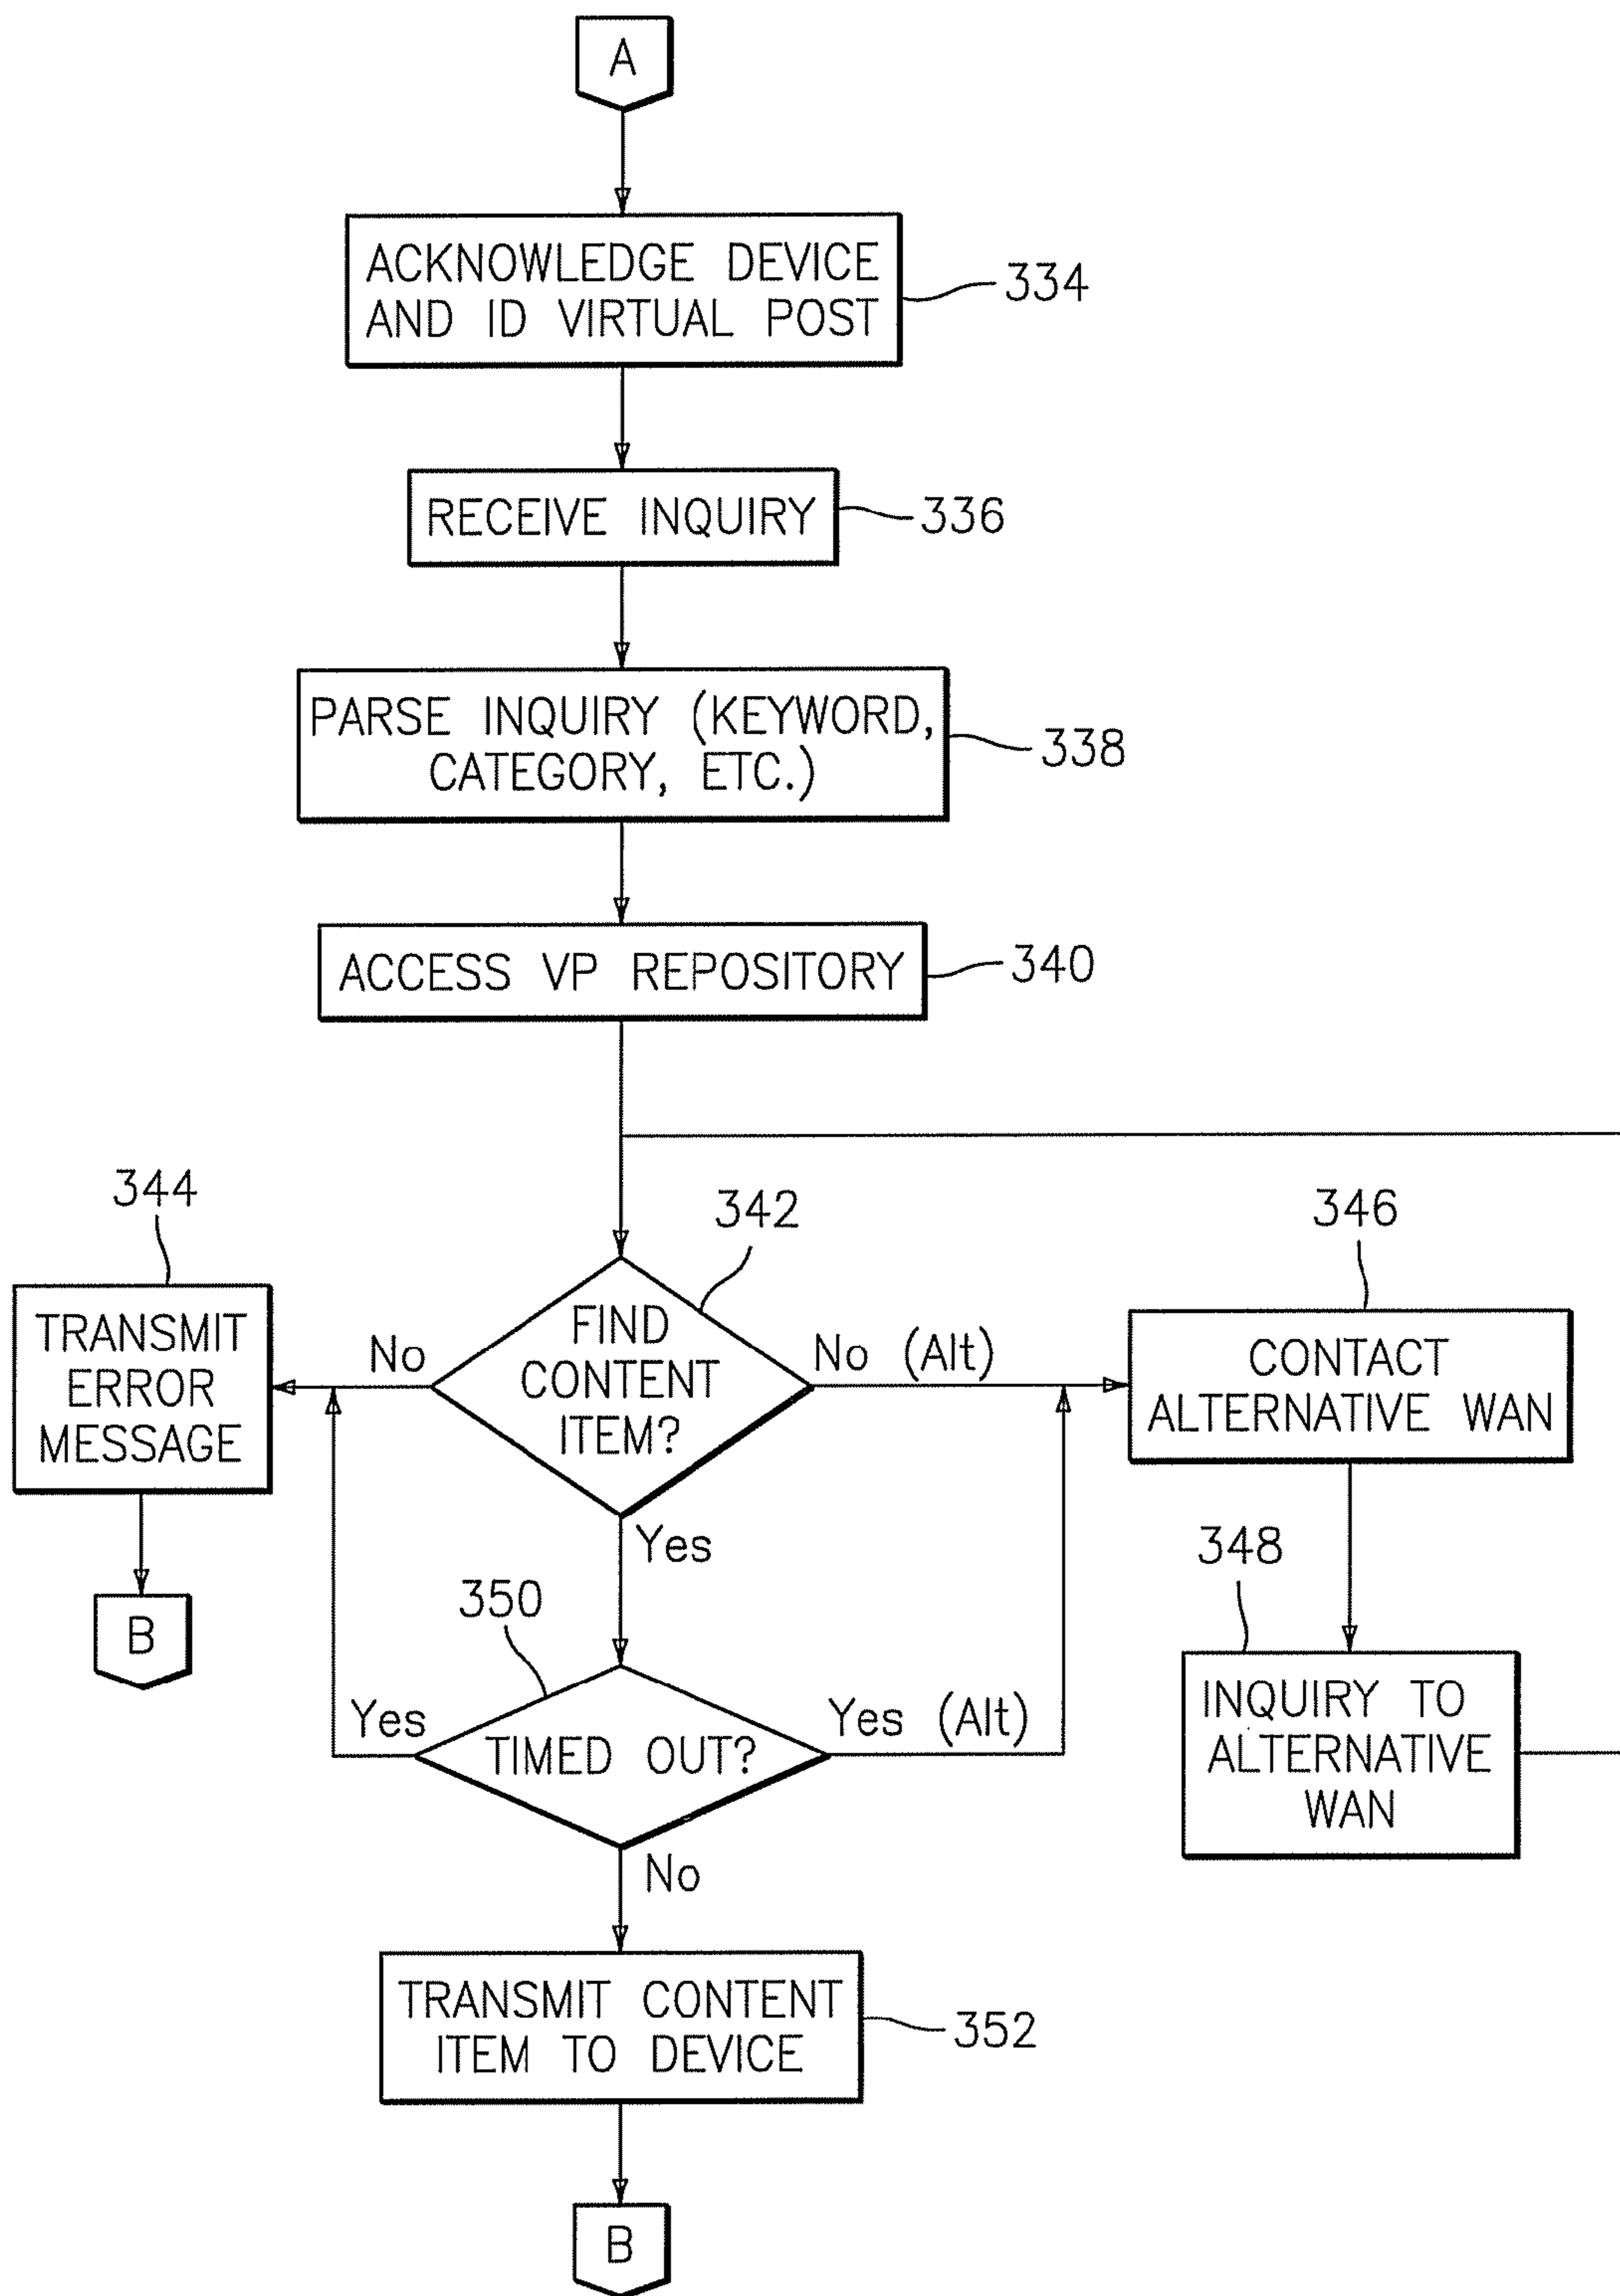 A
ACKNOWLEDGE DEVICE
AND ID VIRTUAL POST
334
RECEIVE INQUIRY
336
PARSE INQUIRY (KEYWORD,
CATEGORY, ETC.)
338
ACCESS VP REPOSITORY
340
344
342
346
TRANSMIT
ERROR
MESSAGE
No
FIND
CONTENT
ITEM?
No (Alt)
CONTACT
ALTERNATIVE WAN
Yes
348
B
350
Yes
TIMED OUT?
Yes (Alt)
INQUIRY TO
ALTERNATIVE
WAN
No
TRANSMIT CONTENT
ITEM TO DEVICE
352
B